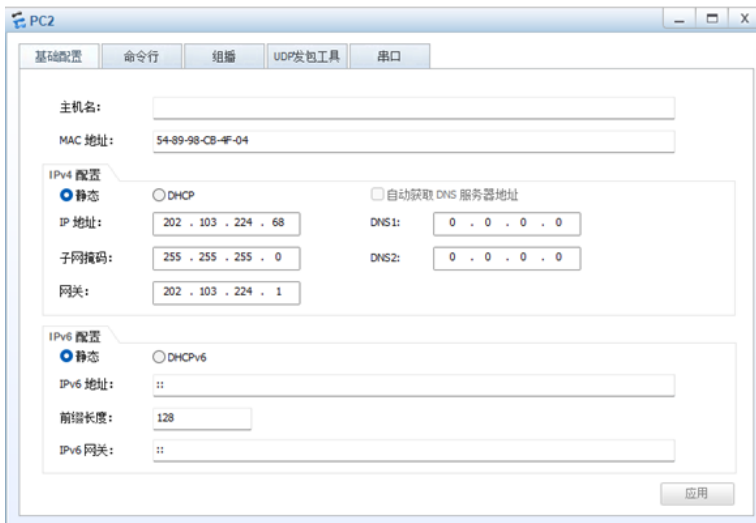 PC2
基础配置 命令行 组播 UDP发包工具 串口
主机名:
MAC 地址: 54-89-98-CB-4F-04
IPv4 配置
静态 DHCP 自动获取 DNS 服务器地址
IP 地址: 202 . 103 . 224 . 68 DNS1: 0 . 0 . 0 . 0
子网掩码: 255 . 255 . 255 . 0 DNS2: 0 . 0 . 0 . 0
网关: 202 . 103 . 224 . 1
IPv6 配置
静态 DHCPv6
IPv6 地址: ::
前缀长度: 128
IPv6 网关: ::
应用